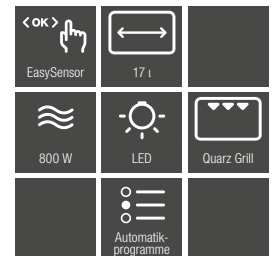 <OK>
EasySensor
17 l
800 W
LED
Quarz Grill
Automatik-
programme